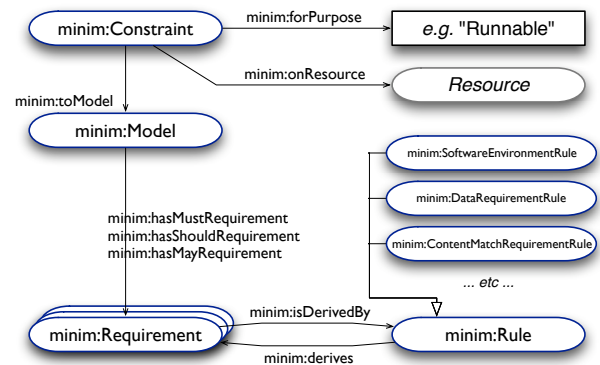 minim:Constraint
minim:forPurpose
e.g. "Runnable"
minim:onResource
Resource
minim:toModel
minim:Model
minim:SoftwareEnvironmentRule
minim:DataRequirementRule
minim:ContentMatchRequirementRule
... etc ...
minim:hasMustRequirement
minim:hasShouldRequirement
minim:hasMayRequirement
minim:Requirement
minim:isDerivedBy
minim:derives
minim:Rule